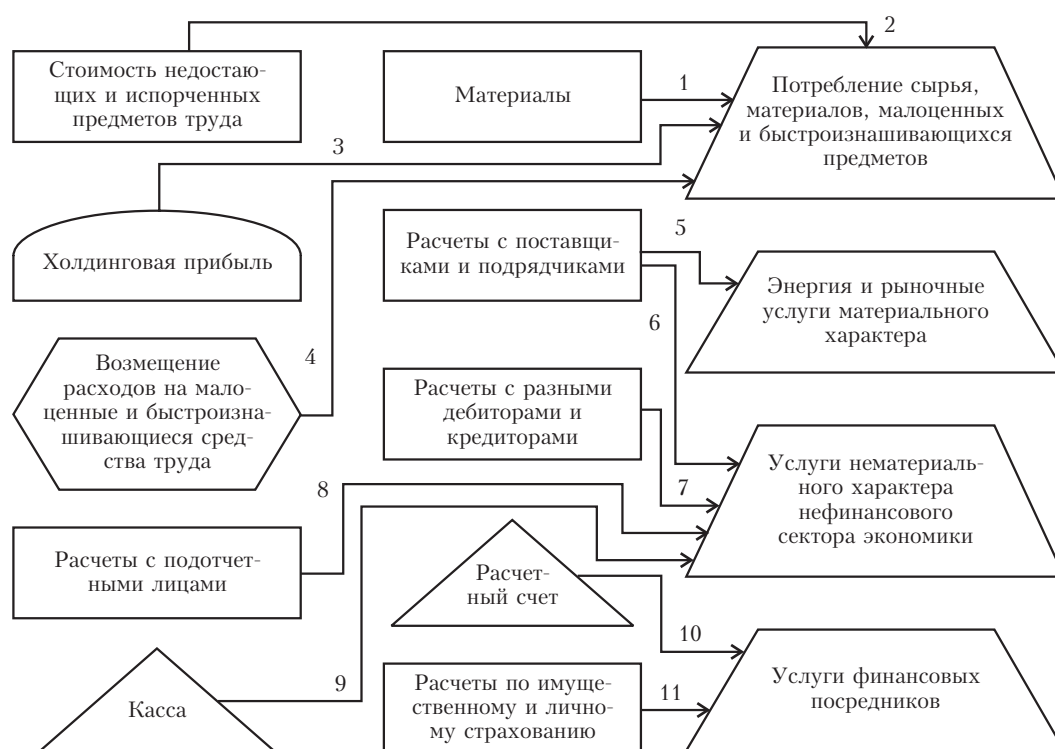 2
Стоимость недостаю-
щих и испорченных
предметов труда
Материалы
1
Потребление сырья,
материалов, малоценных
и быстроизнашивающихся
предметов
3
Холдинговая прибыль
Расчеты с поставщи-
ками и подрядчиками
5
Энергия и рыночные
услуги материального
характера
6
4
Возмещение
расходов на мало-
ценные и быстроизна-
шивающиеся сред-
ства труда
Расчеты с разными
дебиторами и
кредиторами
7
Услуги нематериаль-
ного характера
нефинансового
сектора экономики
8
Расчеты с подотчет-
ными лицами
Расчет-
ный счет
10
Касса
9
Расчеты по имуще-
ственному и лично-
му страхованию
11
Услуги финансовых
посредников